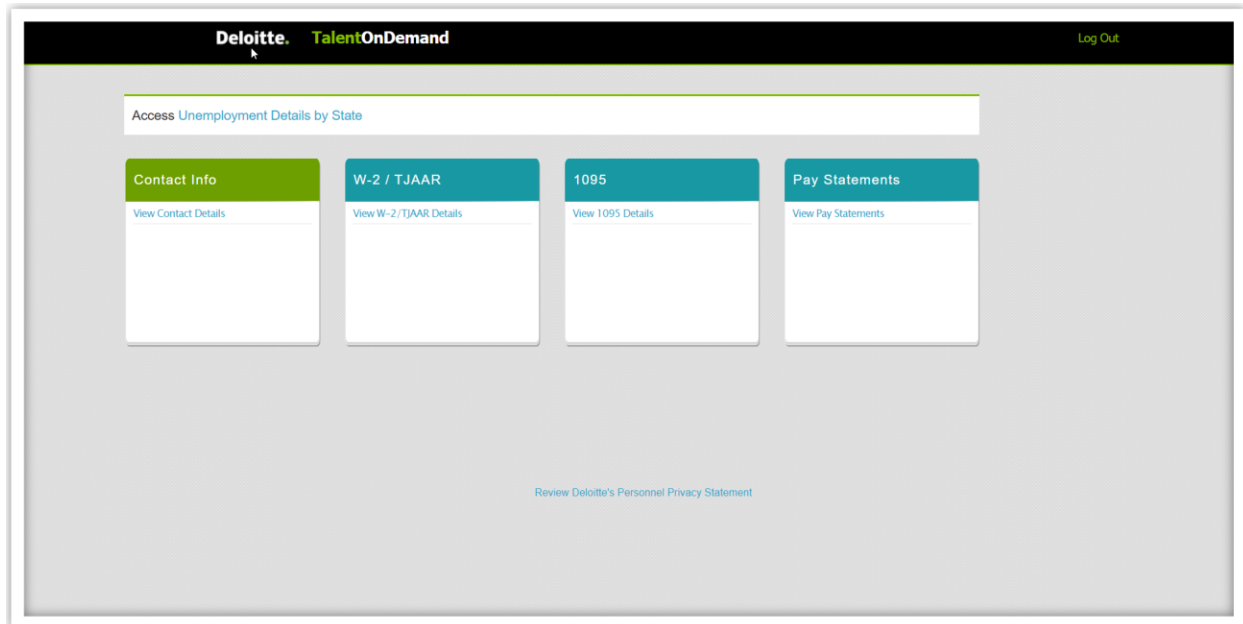 Deloitte. TalentOnDemand Log Out
Access Unemployment Details by State
Contact Info
View Contact Details
W-2 / TJAAR
View W-2/TJAAR Details
1095
View 1095 Details
Pay Statements
View Pay Statements
Review Deloitte's Personnel Privacy Statement